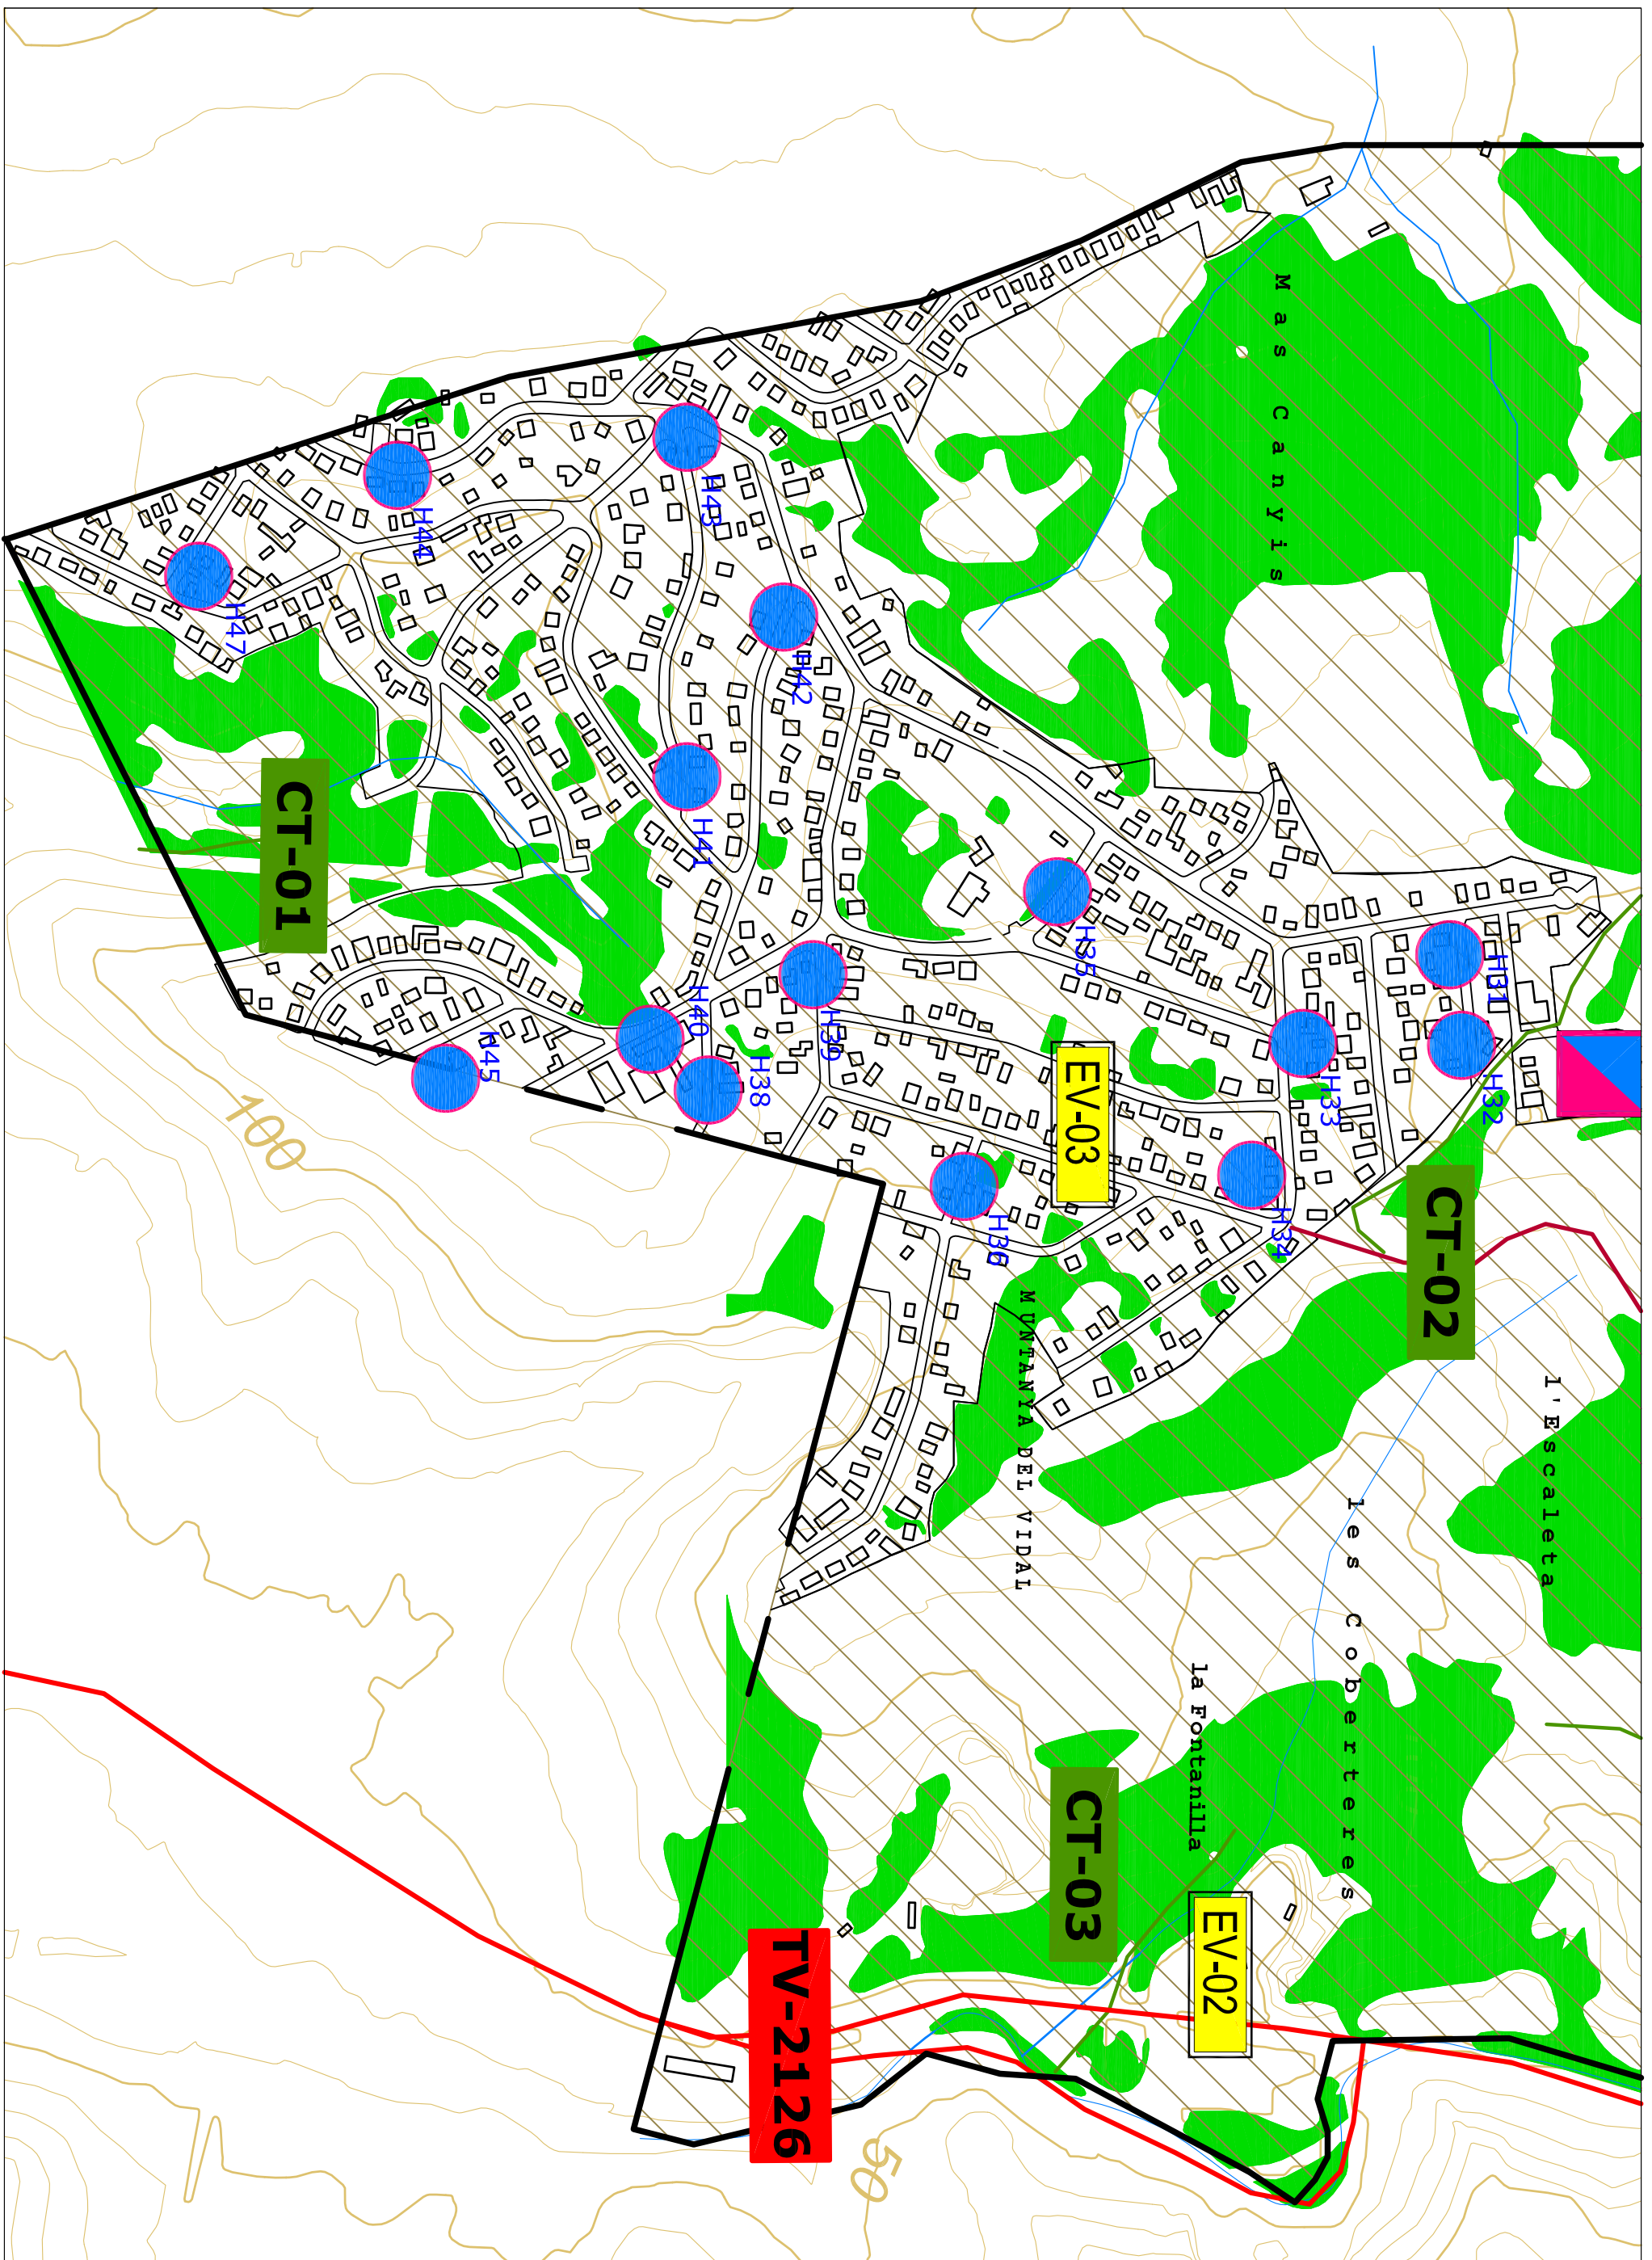 l'Escaleta
H31
H32
CT-02
les Coberteres
H33
Mas Canyis
H34
EV-02
la Fontanilla
H35
EV-03
CT-03
MUNTANYA DEL VIDAL
H36
50
H39
H42
TV-2126
H38
H43
H41
H40
H45
H44
CT-01
100
H47